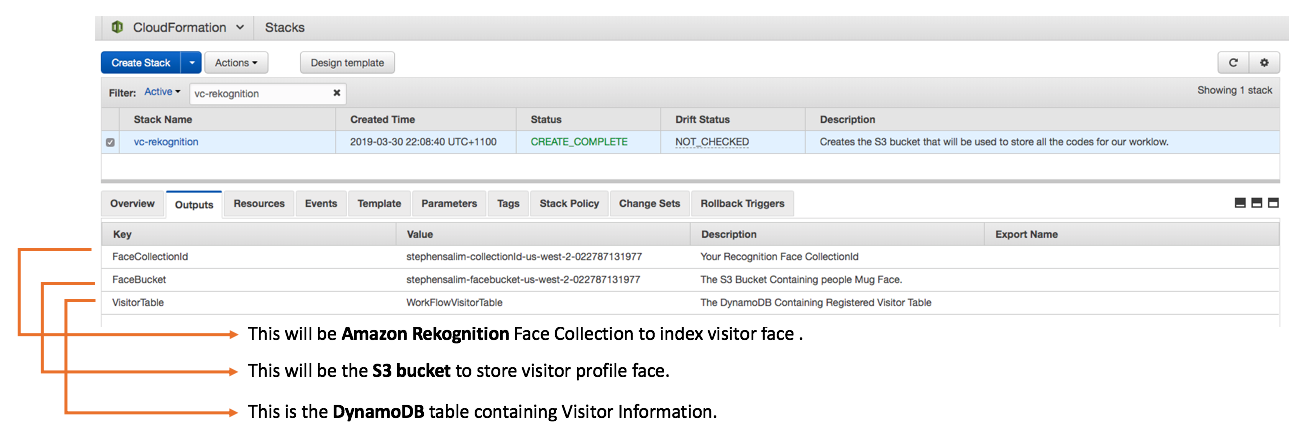 CloudFormation Stacks
Create Stack Actions Design template
Filter: Active vc-rekognition Showing 1 stack
Stack Name Created Time Status Drift Status Description
vc-rekognition 2019-03-30 22:08:40 UTC+1100 CREATE_COMPLETE NOT_CHECKED Creates the S3 bucket that will be used to store all the codes for our worklow.
Overview Outputs Resources Events Template Parameters Tags Stack Policy Change Sets Rollback Triggers
Key Value Description Export Name
FaceCollectionId stephensalim-collectionId-us-west-2-022787131977 Your Recognition Face CollectionId
FaceBucket stephensalim-facebucket-us-west-2-022787131977 The S3 Bucket Containing people Mug Face.
VisitorTable WorkFlowVisitorTable The DynamoDB Containing Registered Visitor Table
This will be Amazon Rekognition Face Collection to index visitor face .
This will be the S3 bucket to store visitor profile face.
This is the DynamoDB table containing Visitor Information.